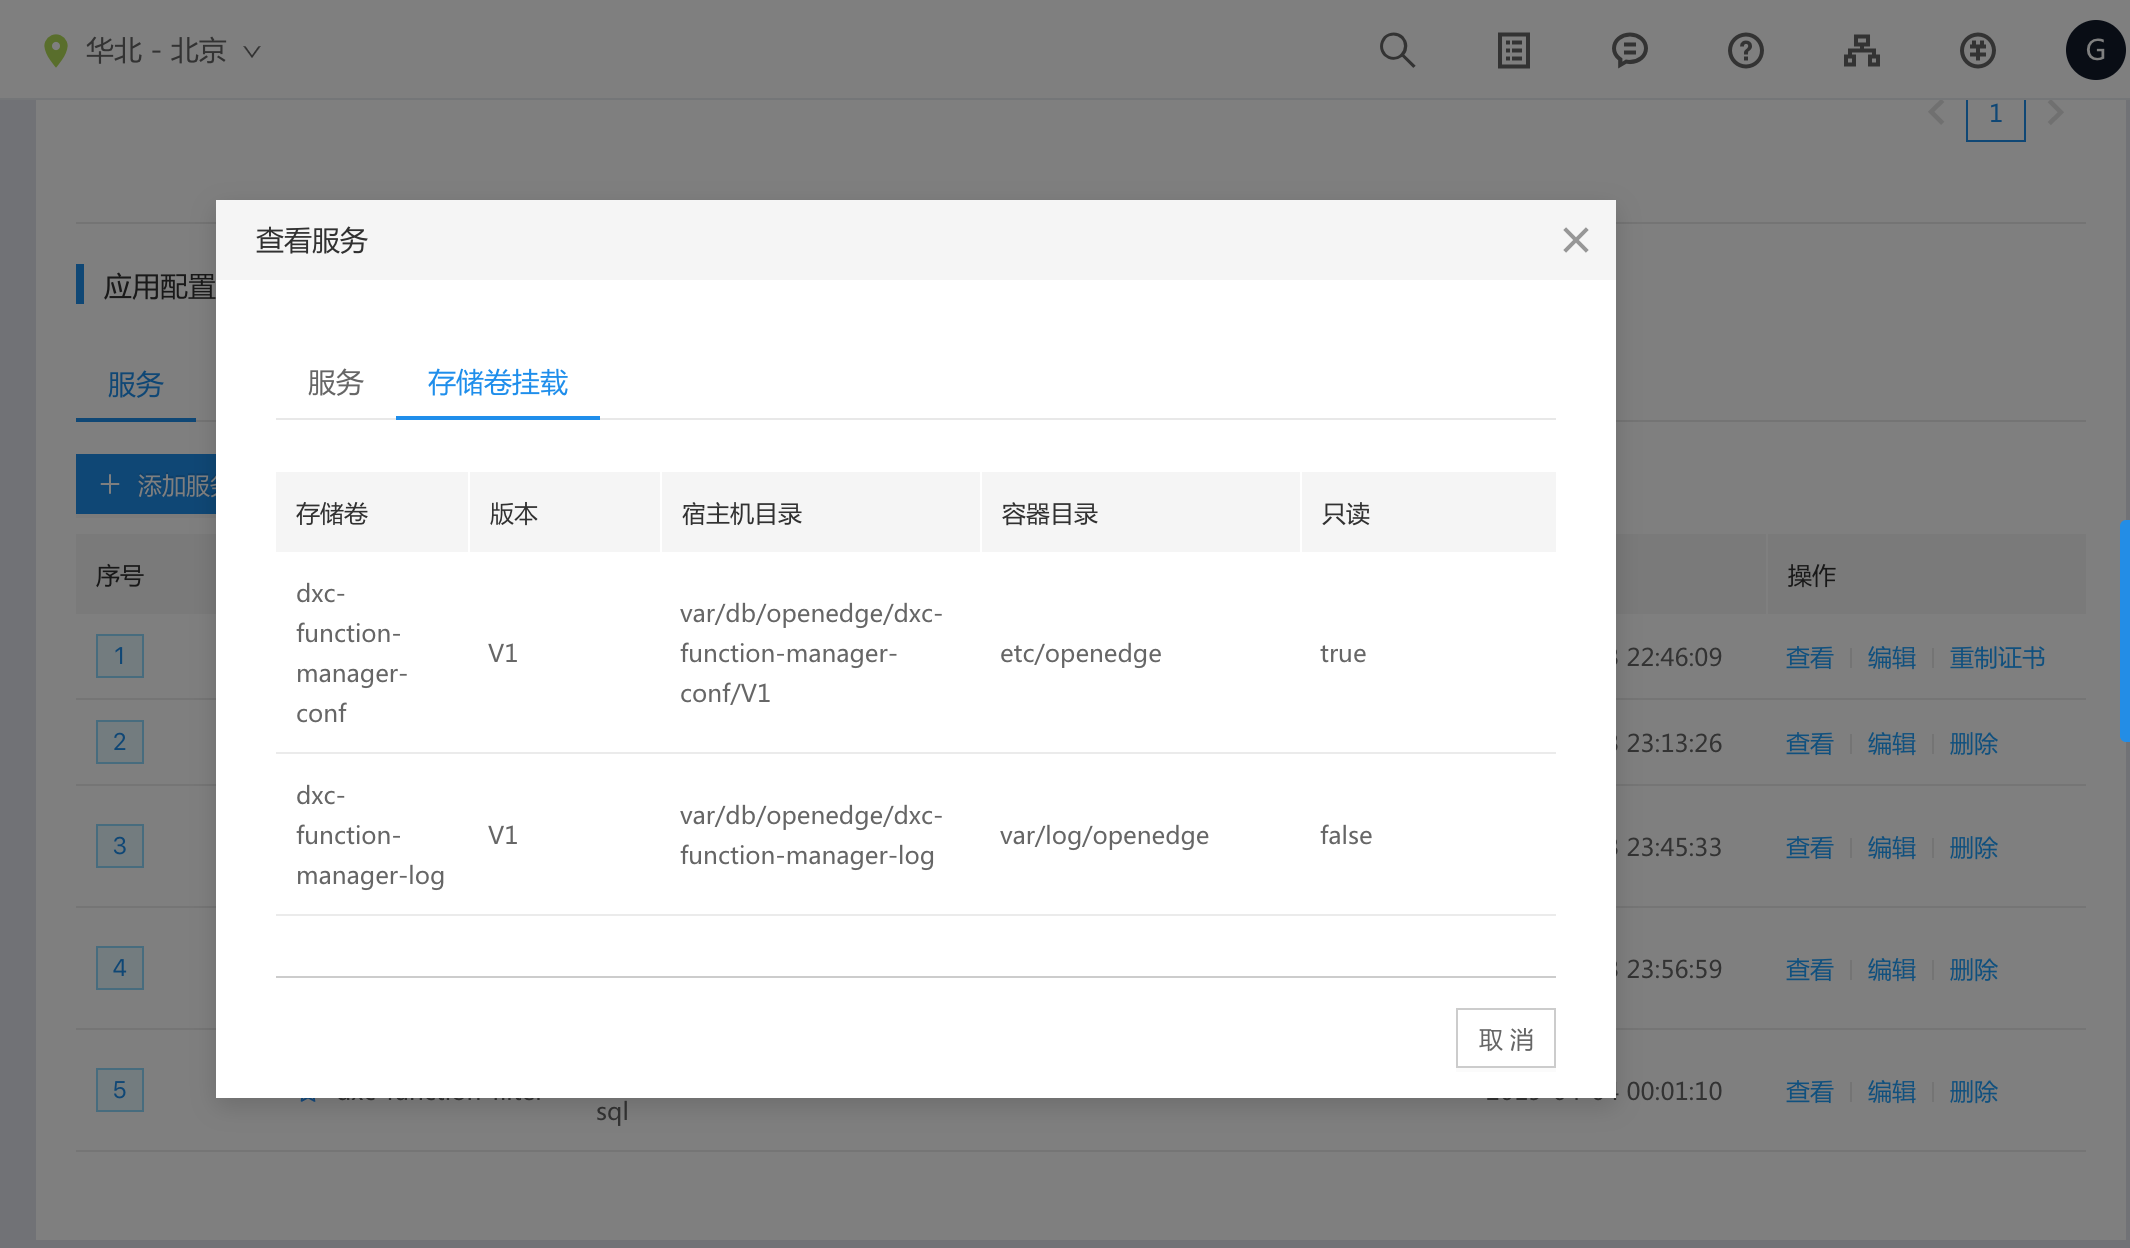 华北 - 北京
G
1
查看服务
应用配置
服务
存储卷挂载
服务
+ 添加服务
存储卷
版本
宿主机目录
容器目录
只读
序号
操作
dxc-
function-
manager-
conf
V1
var/db/openedge/dxc-
function-manager-
conf/V1
etc/openedge
true
1
22:46:09
查看
编辑
重制证书
2
23:13:26
查看
编辑
删除
dxc-
function-
manager-log
V1
var/db/openedge/dxc-
function-manager-log
var/log/openedge
false
3
23:45:33
查看
编辑
删除
4
23:56:59
查看
编辑
删除
取 消
5
sql
00:01:10
查看
编辑
删除